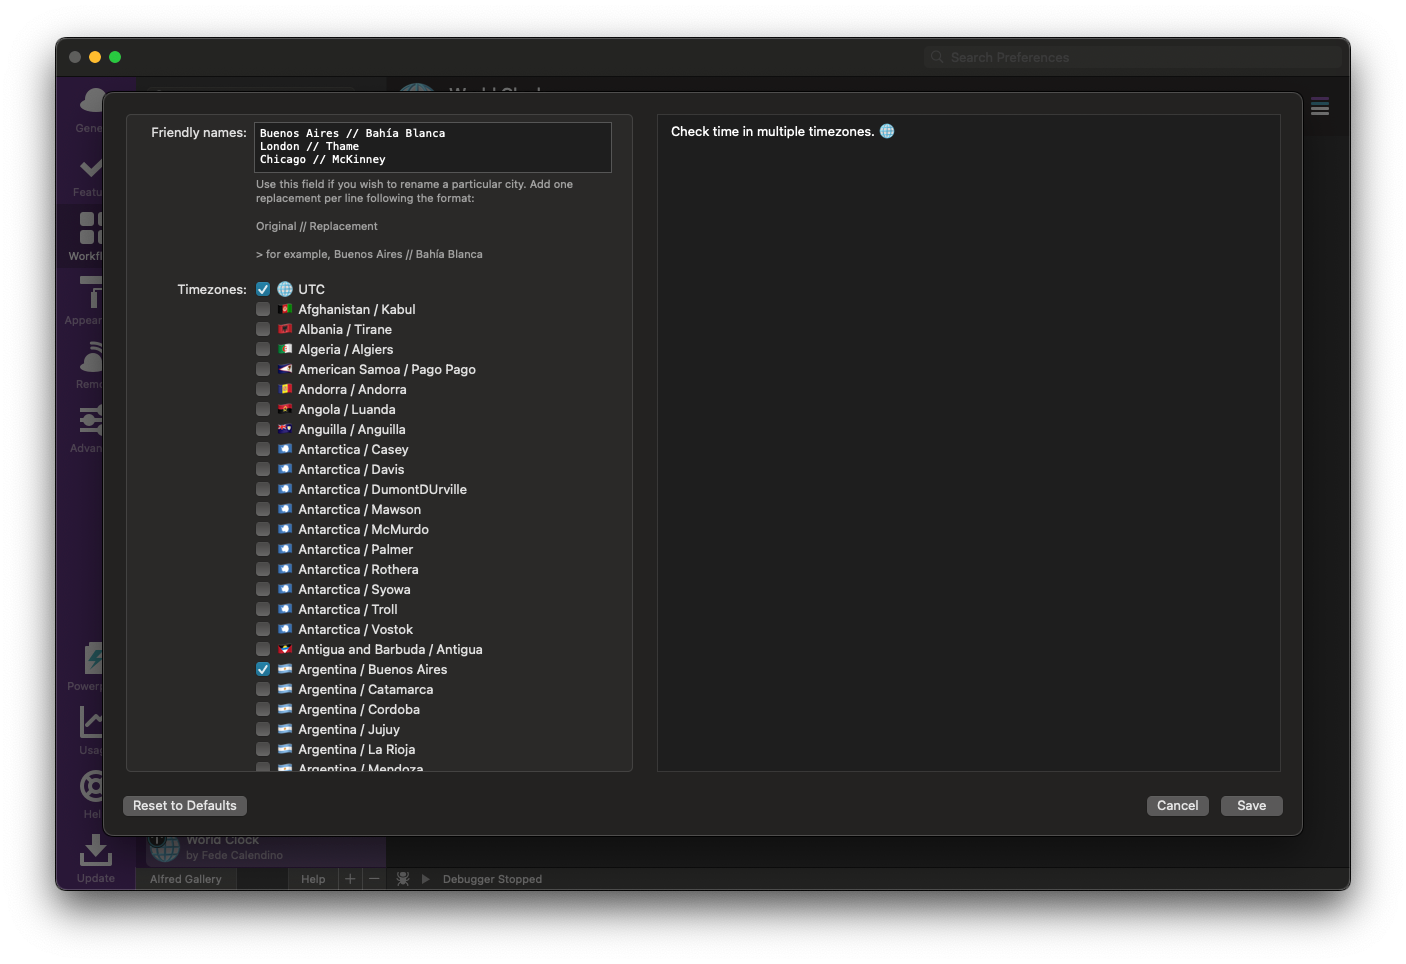 Search Preferences
World Clock
Gene
Featu
Workfl
Appear
Remo
Advan
Powerp
Usag
Hel
Update
Friendly names:
Buenos Aires // Bahía Blanca
London // Thame
Chicago // McKinney
Use this field if you wish to rename a particular city. Add one
replacement per line following the format:
Original // Replacement
> for example, Buenos Aires // Bahía Blanca
Timezones:
UTC
Afghanistan / Kabul
Albania / Tirane
Algeria / Algiers
American Samoa / Pago Pago
Andorra / Andorra
Angola / Luanda
Anguilla / Anguilla
Antarctica / Casey
Antarctica / Davis
Antarctica / DumontDUrville
Antarctica / Mawson
Antarctica / McMurdo
Antarctica / Palmer
Antarctica / Rothera
Antarctica / Syowa
Antarctica / Troll
Antarctica / Vostok
Antigua and Barbuda / Antigua
Argentina / Buenos Aires
Argentina / Catamarca
Argentina / Cordoba
Argentina / Jujuy
Argentina / La Rioja
Argentina / Mendoza
Check time in multiple timezones.
Reset to Defaults
Cancel
Save
World Clock
by Fede Calendino
Alfred Gallery
Help
Debugger Stopped